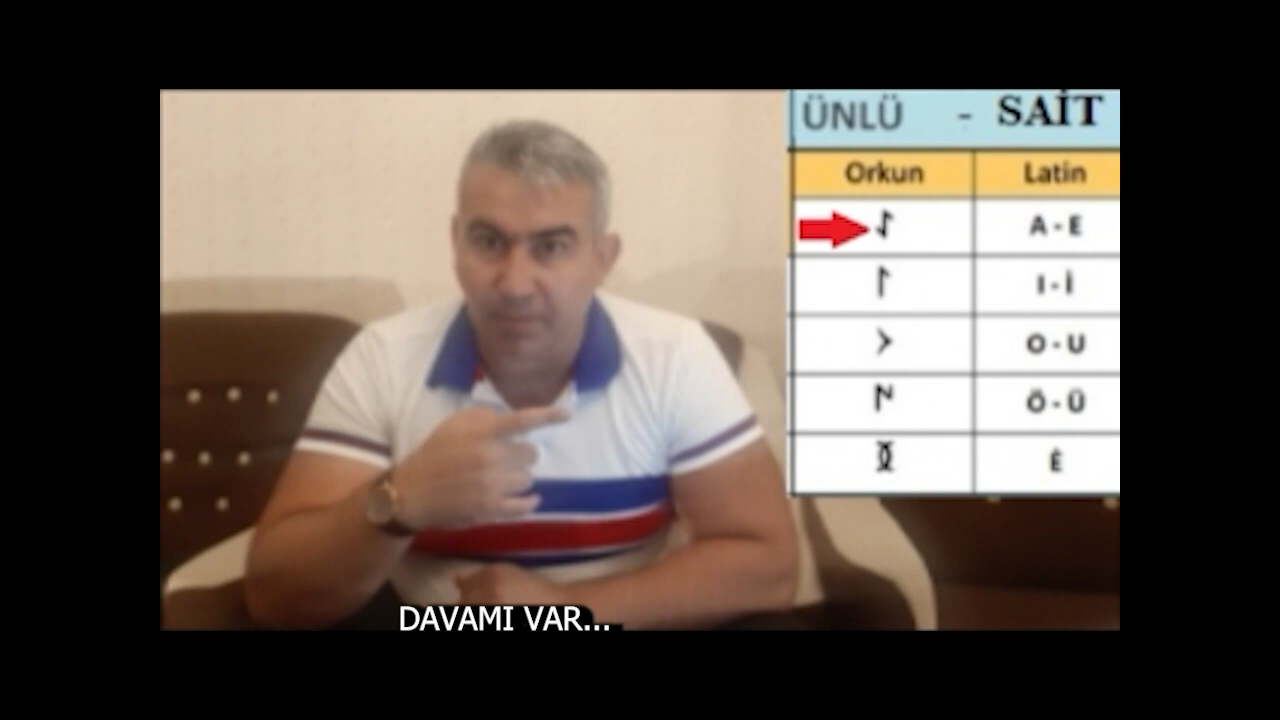 ÜNLÜ - SAİT
Orkun Latin
𐰀 A - E
𐰃 I - İ
𐰆 O - U
𐰇 Ö - Ü
𐰅 É
DAVAMI VAR...